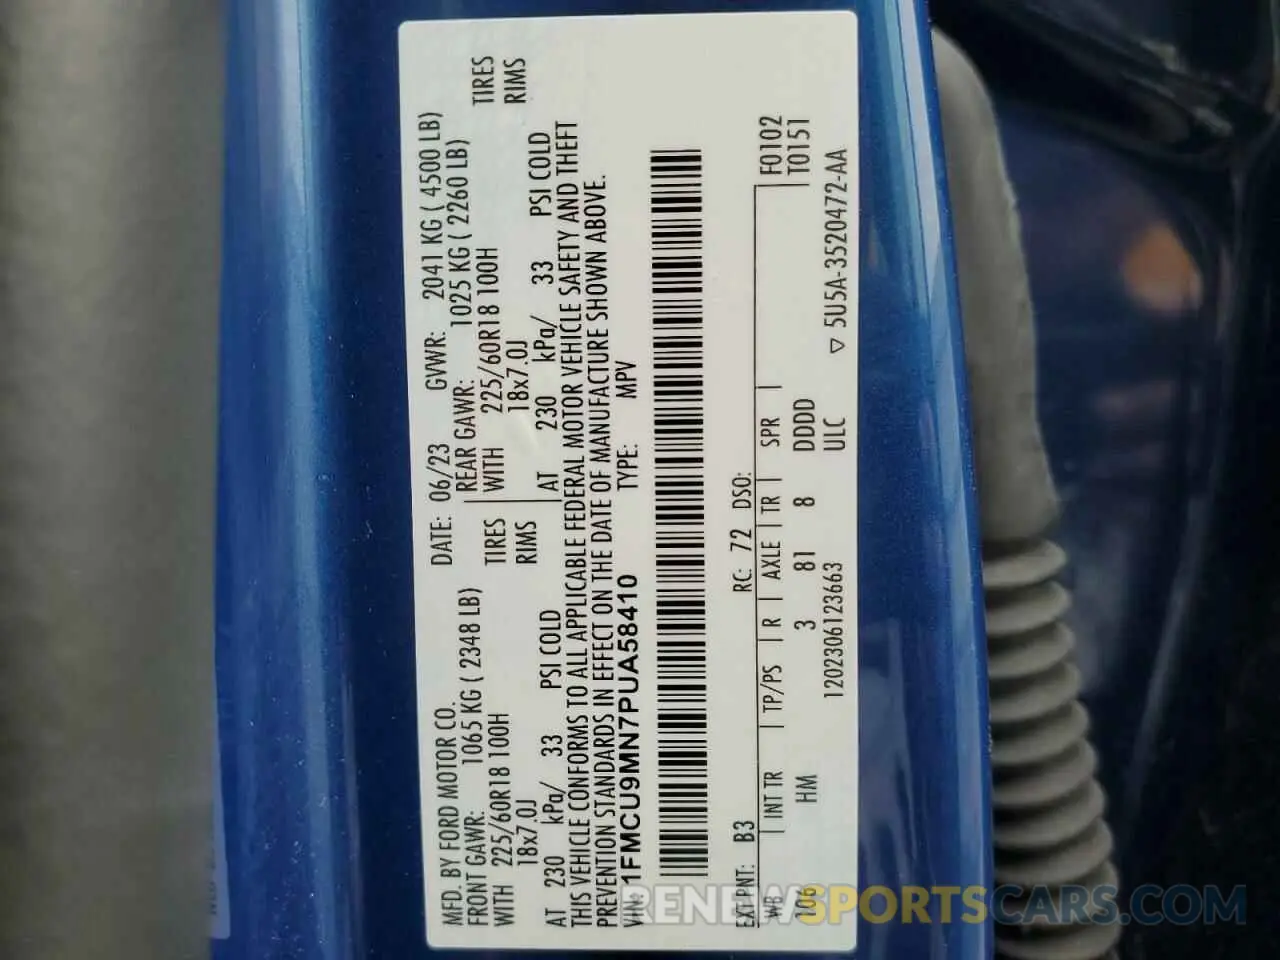 MFD. BY FORD MOTOR CO.
DATE: 06/23
GVWR: 2041 KG ( 4500 LB)
FRONT GAWR: 1065 KG ( 2348 LB)
REAR GAWR: 1025 KG ( 2260 LB)
WITH 225/60R18 100H TIRES
WITH 225/60R18 100H TIRES
18x7.0J RIMS
18x7.0J RIMS
AT 230 kPa/ 33 PSI COLD
AT 230 kPa/ 33 PSI COLD
THIS VEHICLE CONFORMS TO ALL APPLICABLE FEDERAL MOTOR VEHICLE SAFETY AND THEFT
PREVENTION STANDARDS IN EFFECT ON THE DATE OF MANUFACTURE SHOWN ABOVE.
VIN: 1FMCU9MN7PUA58410 TYPE: MPV
EXT PNT: B3 RC: 72 DSO:
F0102
WB INT TR TP/PS R AXLE TR SPR
T0151
106 HM 3 81 8 DDDD
1202306123663 ULC ▽ 5U5A-3520472-AA
RENEWSPORTSCARS.COM